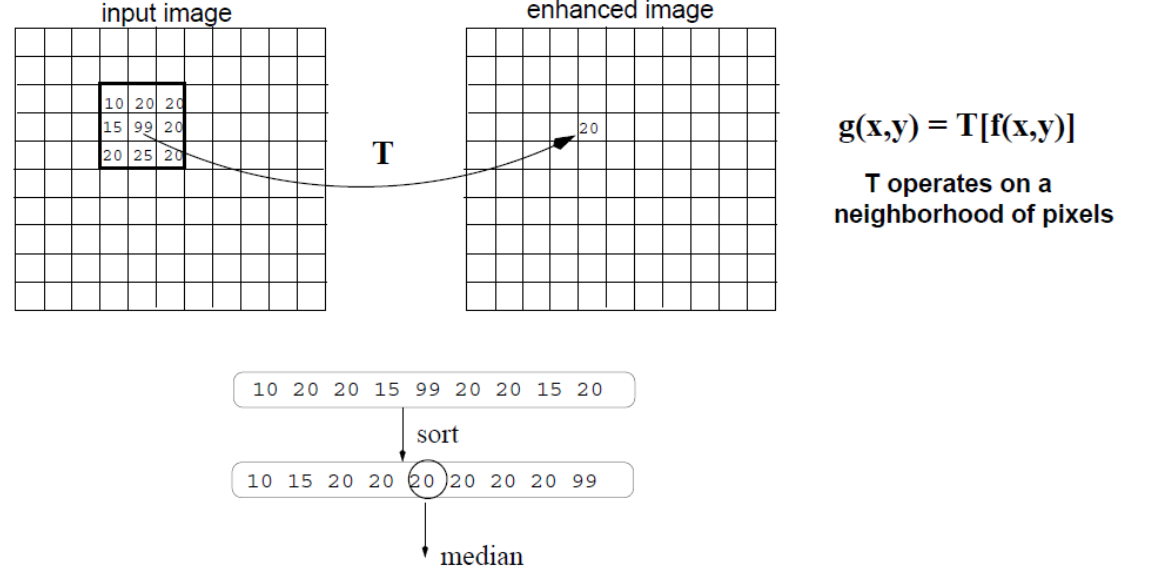 input image
enhanced image
10 20 20
15 99 20
20 25 20
T
20
g(x,y) = T[f(x,y)]
T operates on a
neighborhood of pixels
10 20 20 15 99 20 20 15 20
sort
10 15 20 20 20 20 20 20 99
median